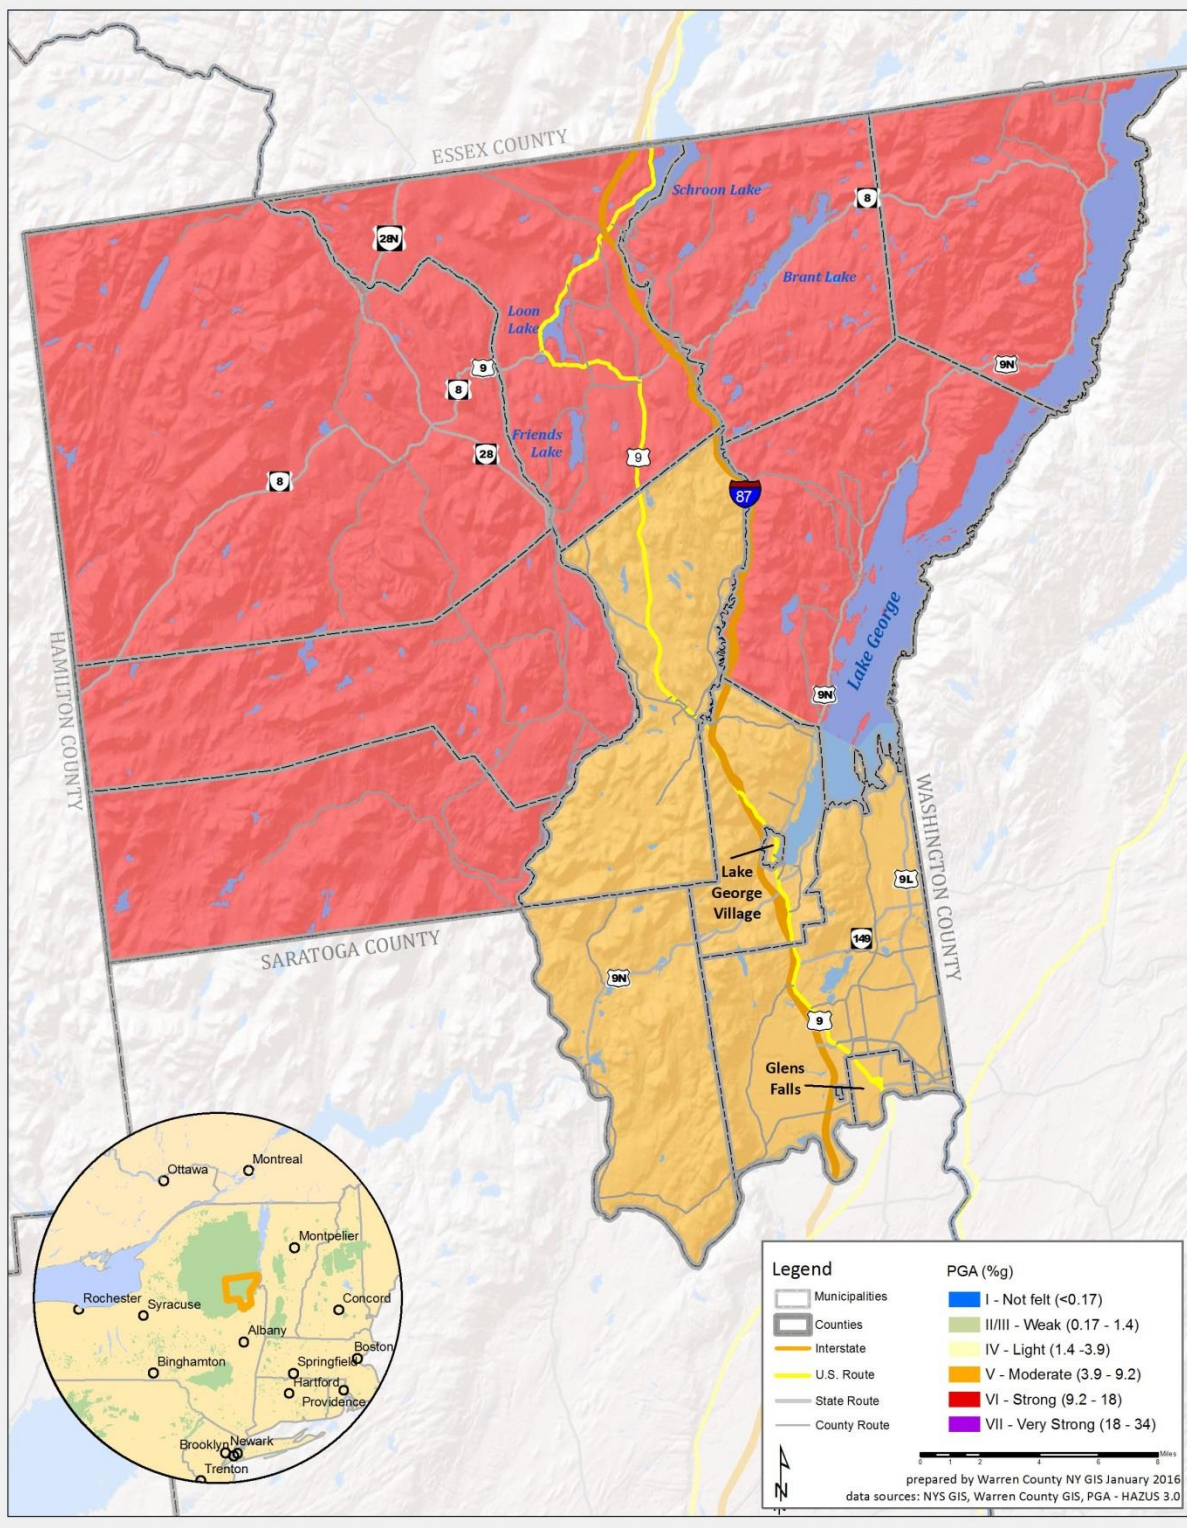 ESSEX COUNTY
Schroon Lake
8
28N
Brant Lake
Loon
Lake
9
9N
8
Friends
Lake
28
9
8
87
HAMILTON COUNTY
Lake George
9N
WASHINGTON COUNTY
Lake
George
Village
9L
SARATOGA COUNTY
149
9N
9
Glens
Falls
Ottawa
Montreal
Montpelier
Rochester
Syracuse
Concord
Albany
Boston
Binghamton
Springfield
Hartford
Providence
Brooklyn
Newark
Trenton
Legend
Municipalities
Counties
Interstate
U.S. Route
State Route
County Route
N
PGA (%g)
I - Not felt (<0.17)
II/III - Weak (0.17 - 1.4)
IV - Light (1.4 -3.9)
V - Moderate (3.9 - 9.2)
VI - Strong (9.2 - 18)
VII - Very Strong (18 - 34)
Miles
0 1 2 4 6 8
prepared by Warren County NY GIS January 2016
data sources: NYS GIS, Warren County GIS, PGA - HAZUS 3.0